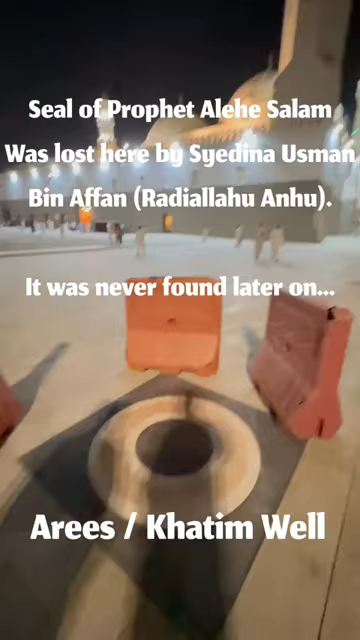 Seal of Prophet Alehe Salam
Was lost here by Syedina Usman
Bin Affan (Radiallahu Anhu).
It was never found later on...
Arees / Khatim Well